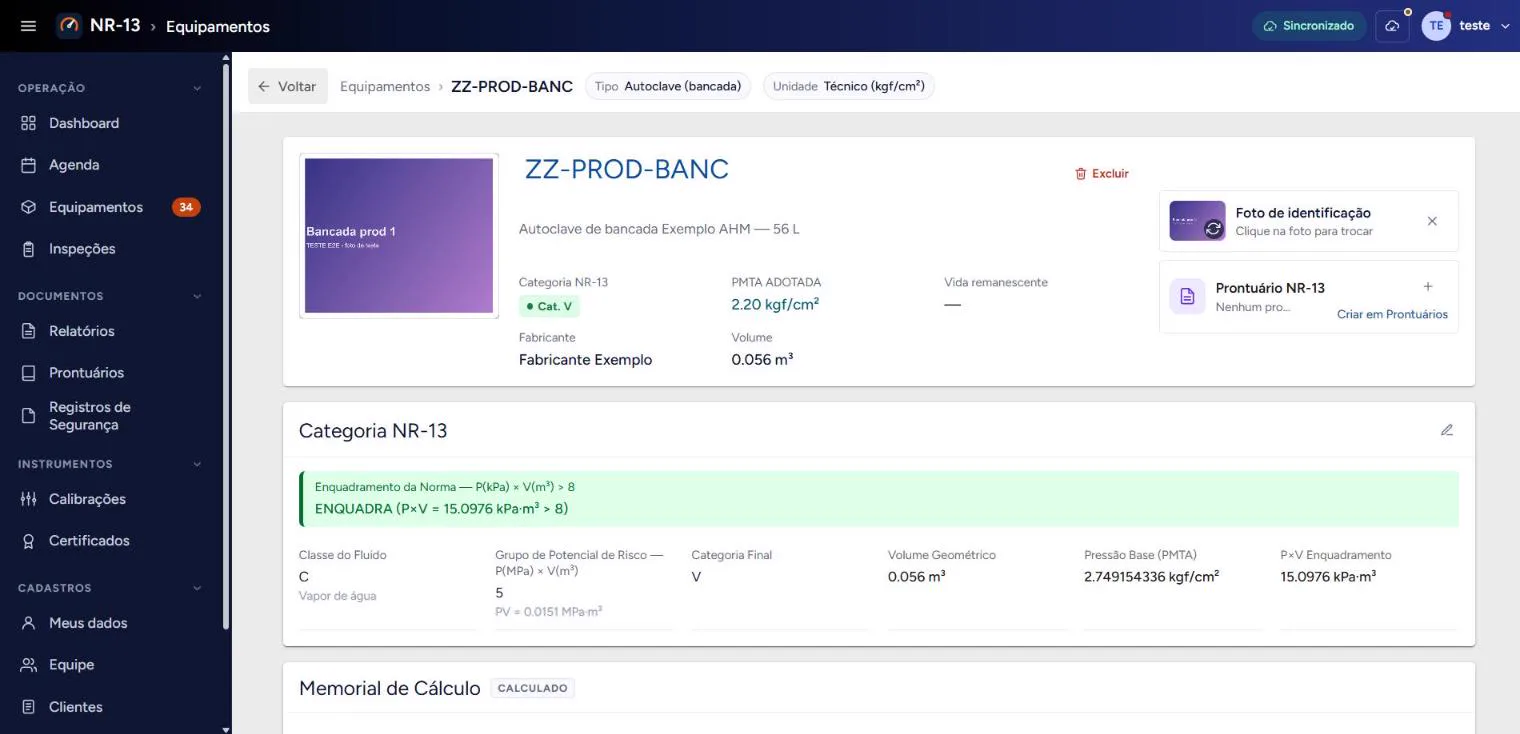 NR-13 › Equipamentos
Sincronizado
TE teste
OPERAÇÃO
Dashboard
Agenda
Equipamentos 34
Inspeções
DOCUMENTOS
Relatórios
Prontuários
Registros de
Segurança
INSTRUMENTOS
Calibrações
Certificados
CADASTROS
Meus dados
Equipe
Clientes
← Voltar Equipamentos › ZZ-PROD-BANC Tipo Autoclave (bancada) Unidade Técnico (kgf/cm²)
Bancada prod 1
TESTE E2E - foto de teste
ZZ-PROD-BANC
Excluir
Autoclave de bancada Exemplo AHM — 56 L
Categoria NR-13 PMTA ADOTADA Vida remanescente
Cat. V 2.20 kgf/cm² —
Fabricante Volume
Fabricante Exemplo 0.056 m³
Foto de identificação
Clique na foto para trocar
Prontuário NR-13
Nenhum pro... Criar em Prontuários
Categoria NR-13
Enquadramento da Norma — P(kPa) × V(m³) > 8
ENQUADRA (P×V = 15.0976 kPa·m³ > 8)
Classe do Fluido
C
Vapor de água
Grupo de Potencial de Risco —
P(MPa) × V(m³)
5
PV = 0.0151 MPa·m³
Categoria Final
V
Volume Geométrico
0.056 m³
Pressão Base (PMTA)
2.749154336 kgf/cm²
P×V Enquadramento
15.0976 kPa·m³
Memorial de Cálculo CALCULADO